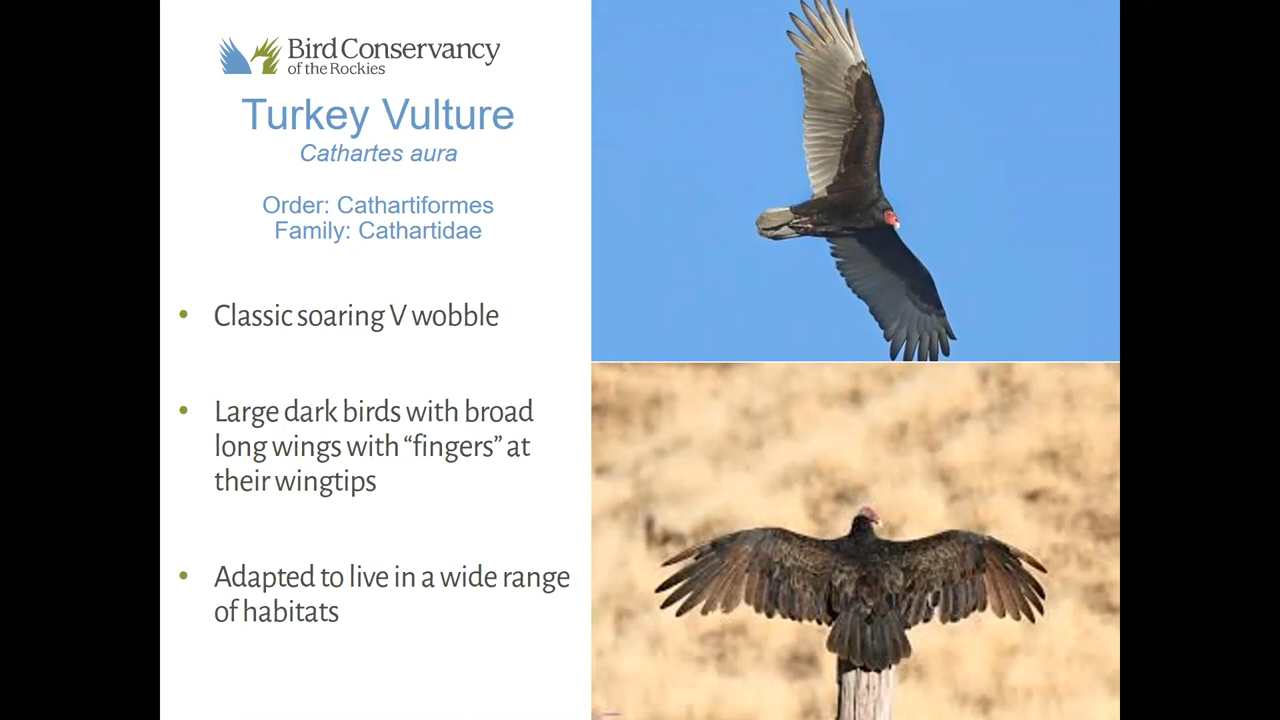 Bird Conservancy
of the Rockies
Turkey Vulture
Cathartes aura
Order: Cathartiformes
Family: Cathartidae
• Classic soaring V wobble
• Large dark birds with broad
long wings with “fingers” at
their wingtips
• Adapted to live in a wide range
of habitats